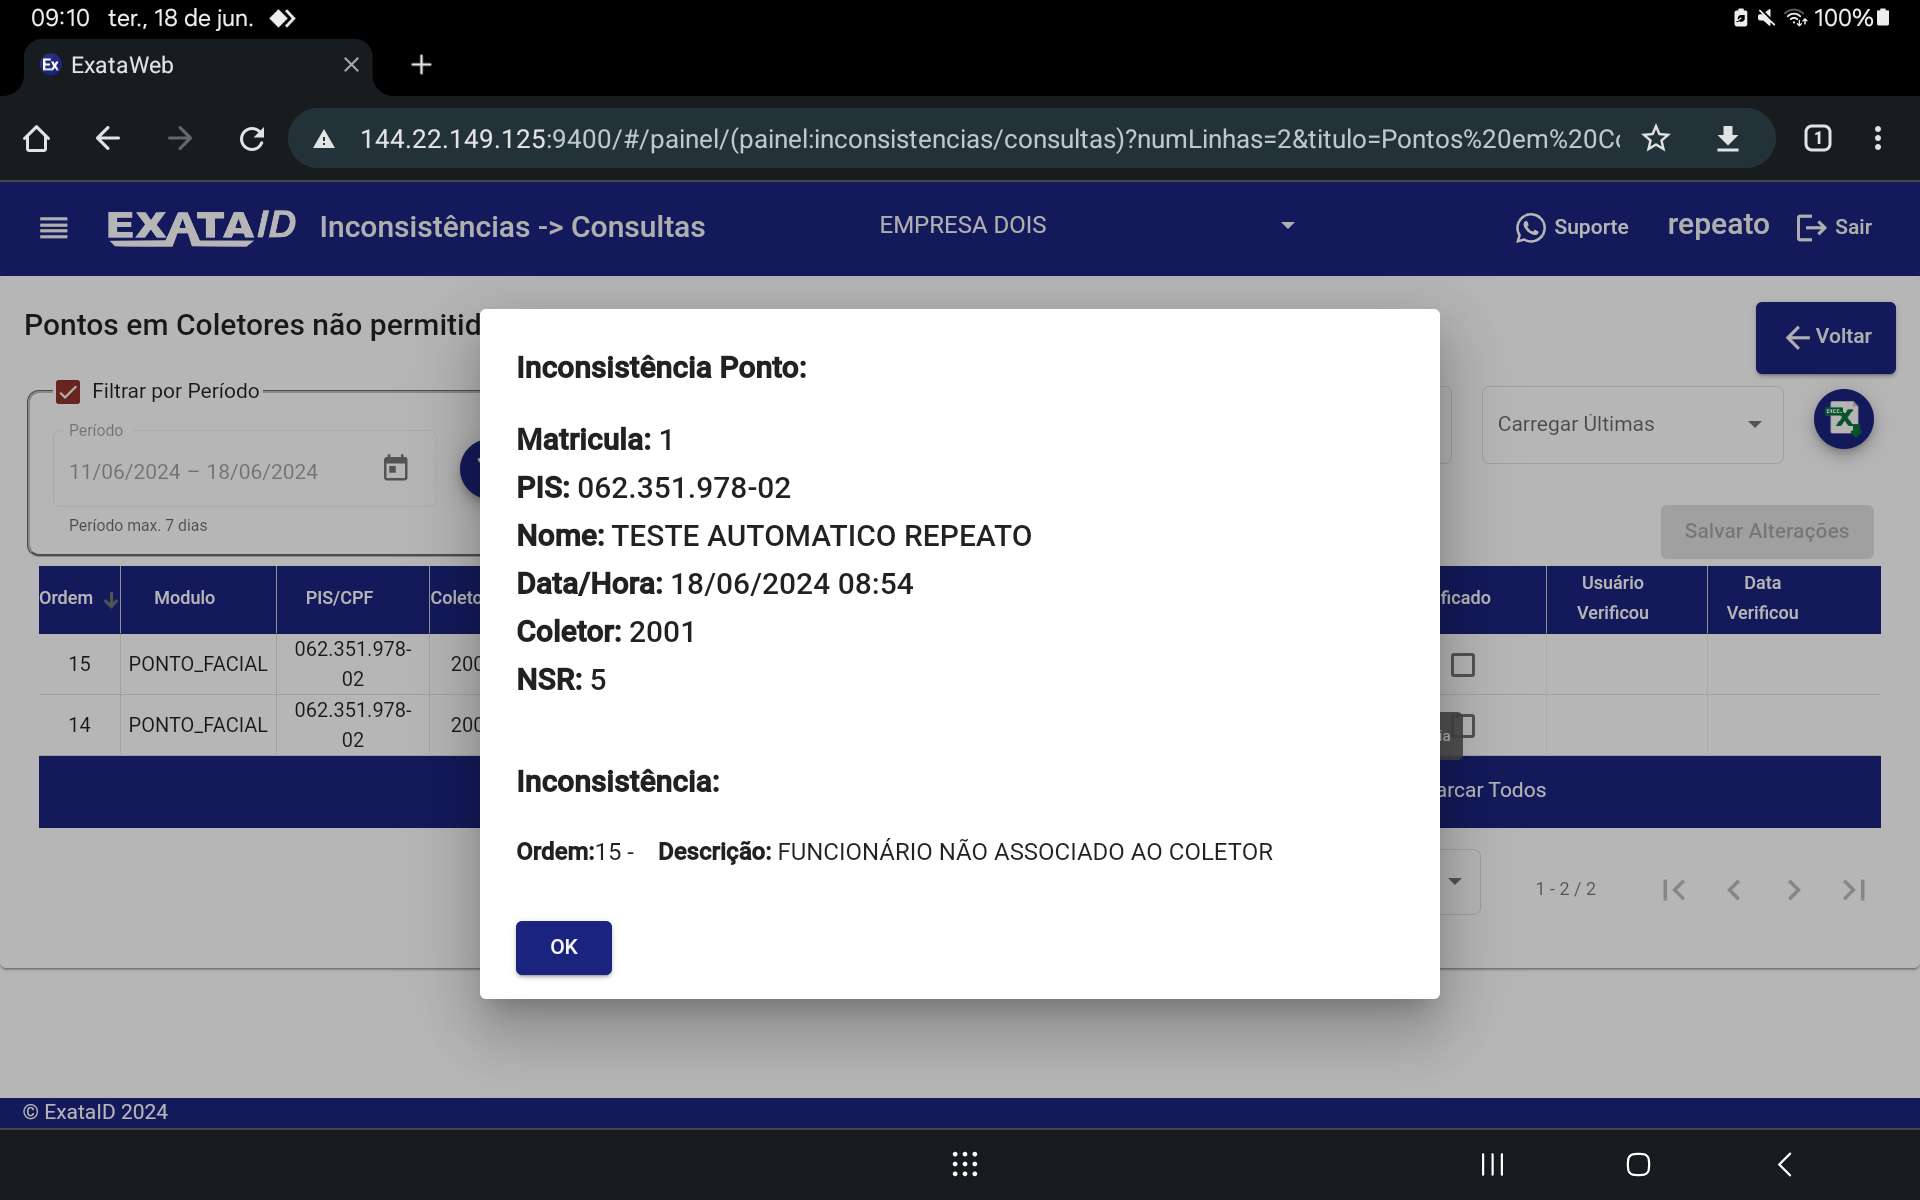 09:10 ter., 18 de jun. 100%
Ex ExataWeb
144.22.149.125:9400/#/painel/(painel:inconsistencias/consultas)?numLinhas=2&titulo=Pontos%20em%20Co 1
EXATAID Inconsistências -> Consultas EMPRESA DOIS Suporte repeato Sair
Pontos em Coletores não permitid
Voltar
Filtrar por Período
Período
11/06/2024 – 18/06/2024
Período max. 7 dias
Carregar Últimas
Salvar Alterações
Ordem Modulo PIS/CPF Coleto ficado Usuário Verificou Data Verificou
15 PONTO_FACIAL 062.351.978-02 200
14 PONTO_FACIAL 062.351.978-02 200
ia
arcar Todos
1 - 2 / 2
Inconsistência Ponto:
Matricula: 1
PIS: 062.351.978-02
Nome: TESTE AUTOMATICO REPEATO
Data/Hora: 18/06/2024 08:54
Coletor: 2001
NSR: 5
Inconsistência:
Ordem:15 - Descrição: FUNCIONÁRIO NÃO ASSOCIADO AO COLETOR
OK
© ExataID 2024